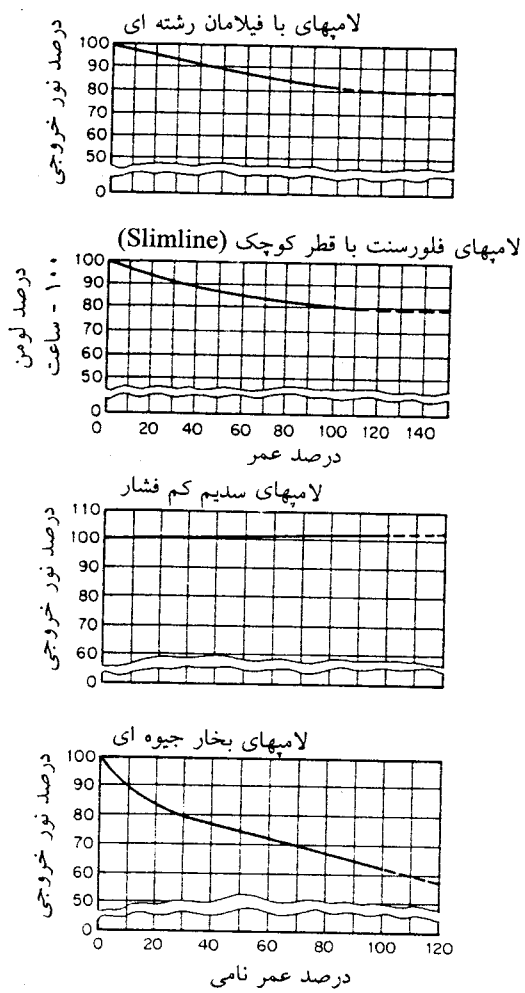 لامپهای با فیلامان رشته ای
درصد نور خروجی
100
90
80
70
60
50
0
لامپهای فلورسنت با قطر کوچک (Slimline)
درصد لومن
۱۰۰ - ساعت
100
90
80
70
60
50
0
0 20 40 60 80 100 120 140
درصد عمر
لامپهای سدیم کم فشار
درصد نور خروجی
110
100
90
80
70
60
0
لامپهای بخار جیوه ای
درصد نور خروجی
100
90
80
70
60
50
0
0 20 40 60 80 100 120
درصد عمر نامی